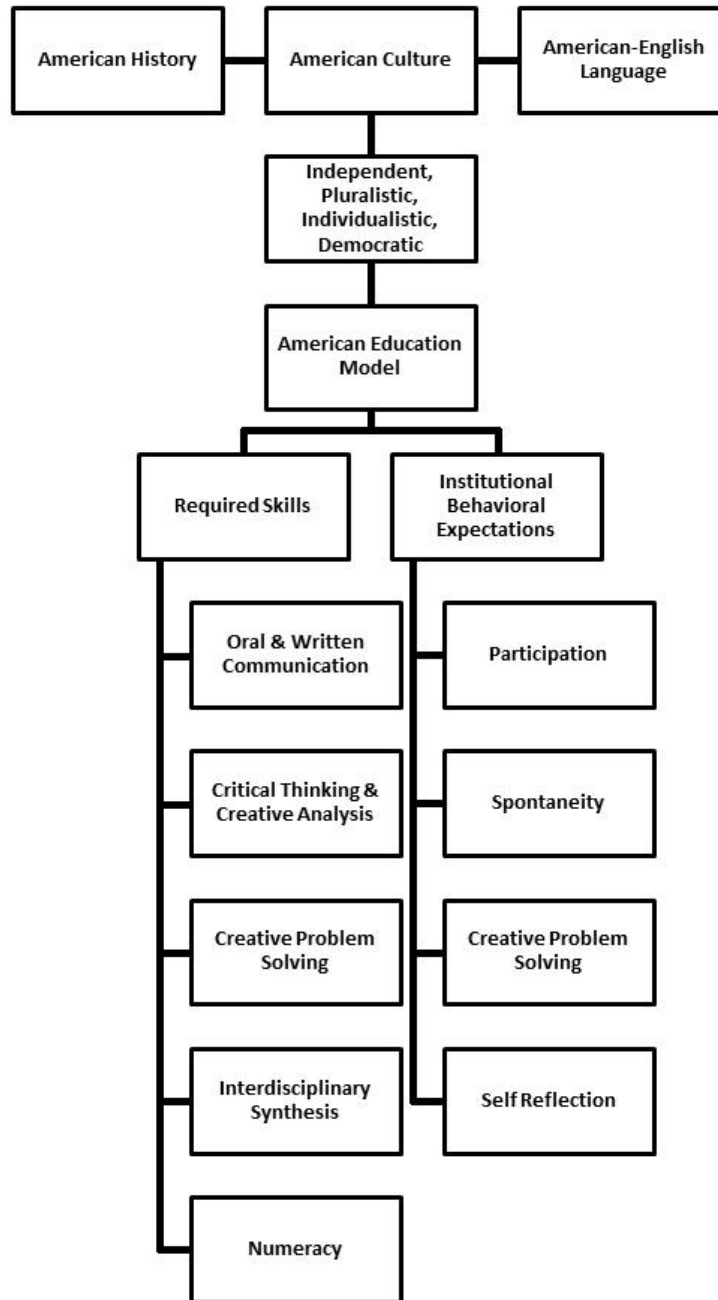 American History
American Culture
American-English
Language
Independent,
Pluralistic,
Individualistic,
Democratic
American Education
Model
Required Skills
Institutional
Behavioral
Expectations
Oral & Written
Communication
Participation
Critical Thinking &
Creative Analysis
Spontaneity
Creative Problem
Solving
Creative Problem
Solving
Interdisciplinary
Synthesis
Self Reflection
Numeracy